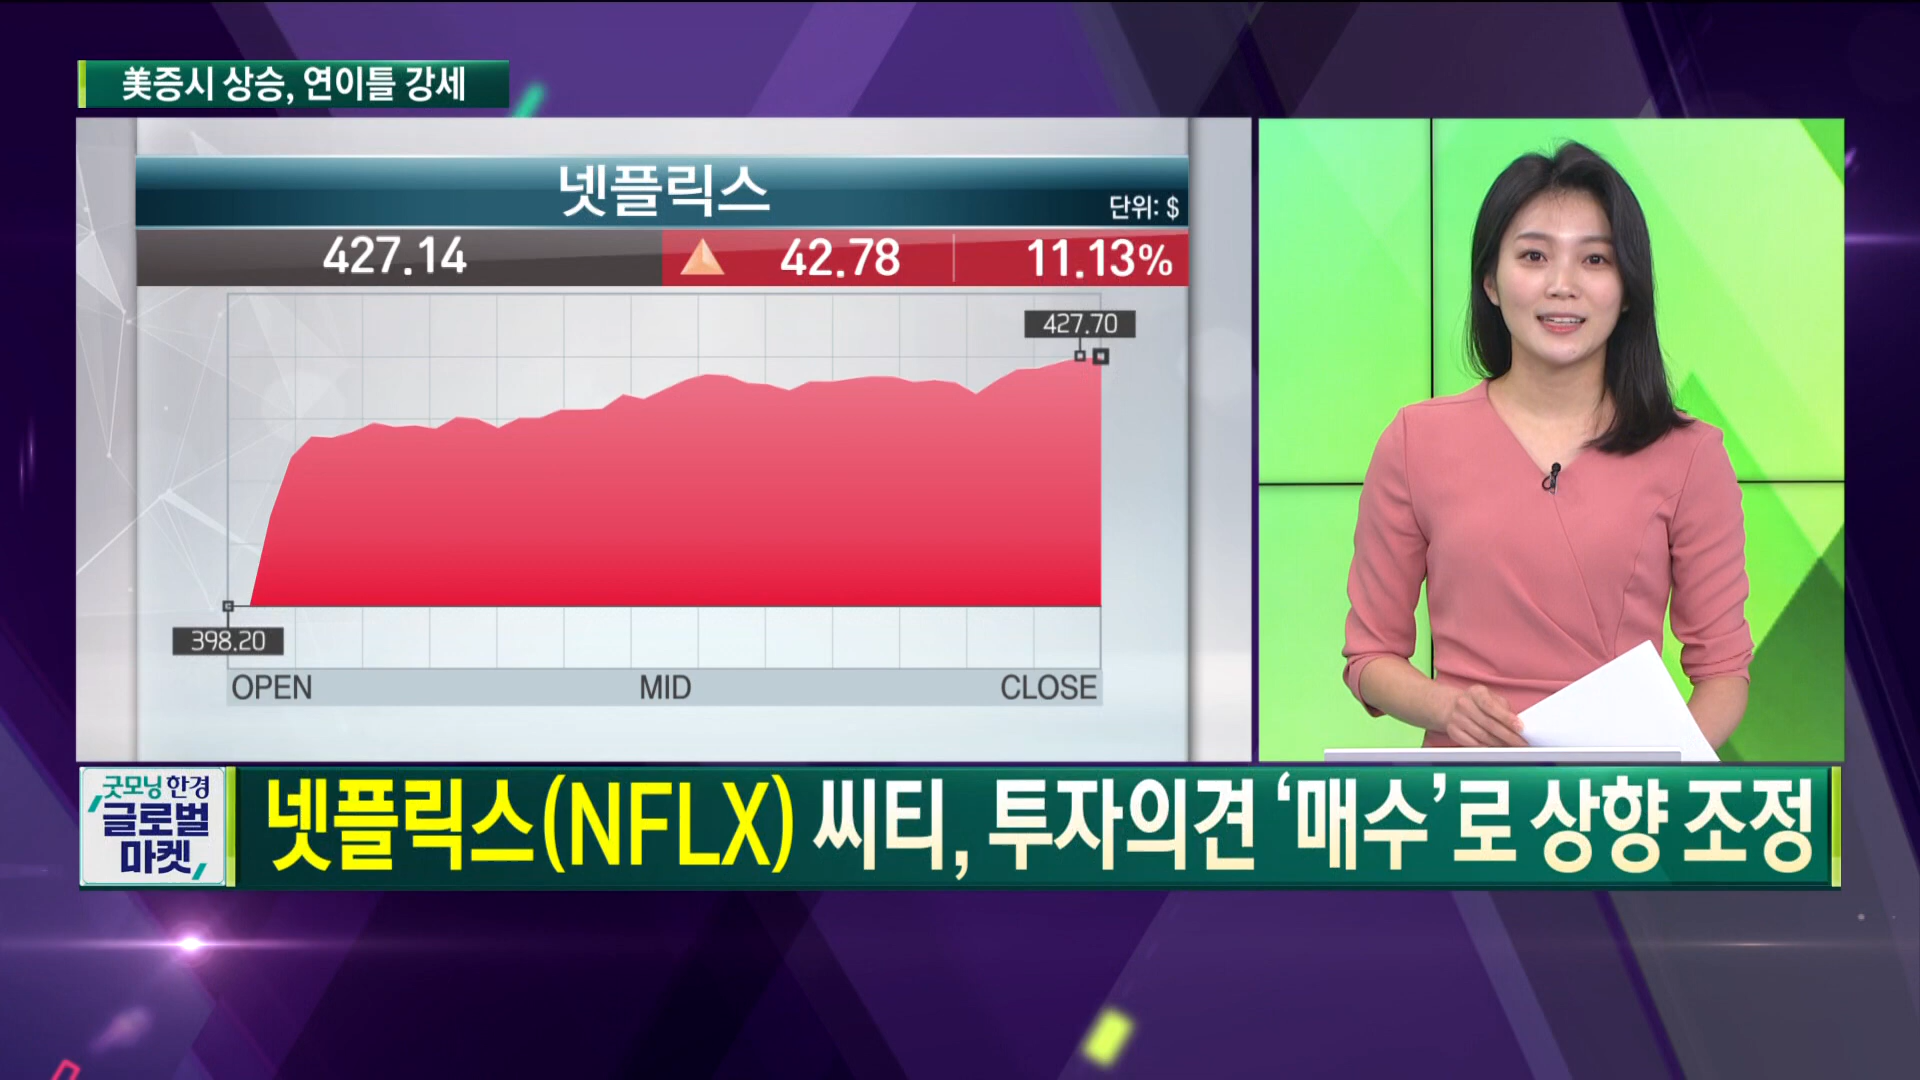 美증시 상승, 연이틀 강세
넷플릭스
단위: $
427.14 42.78 11.13%
427.70
398.20
OPEN MID CLOSE
굿모닝 한경
글로벌
마켓
넷플릭스(NFLX) 씨티, 투자의견 ‘매수’로 상향 조정